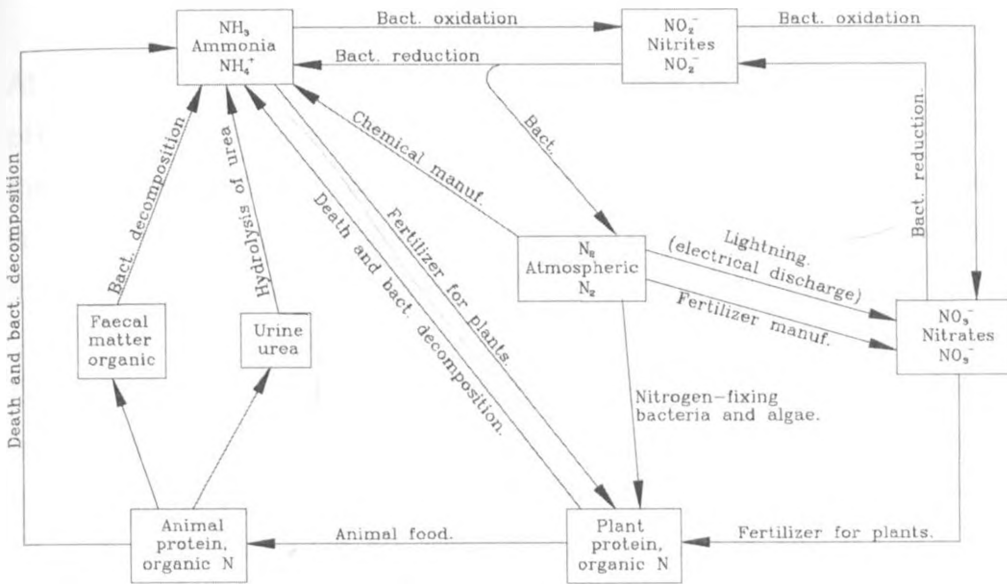 NH₃
Ammonia
NH₄⁺
Bact. oxidation
NO₂⁻
Nitrites
NO₂⁻
Bact. oxidation
Bact. reduction
Bact.
Chemical manuf.
Bact. reduction.
Death and bact. decomposition
Bact. decomposition
Hydrolysis of urea
Fertilizer for plants.
Death and bact. decomposition.
N₂
Atmospheric
N₂
Lightning.
(electrical discharge)
Fertilizer manuf.
NO₃⁻
Nitrates
NO₃⁻
Faecal
matter
organic
Urine
urea
Nitrogen-fixing
bacteria and algae.
Animal
protein,
organic N
Animal food.
Plant
protein,
organic N
Fertilizer for plants.